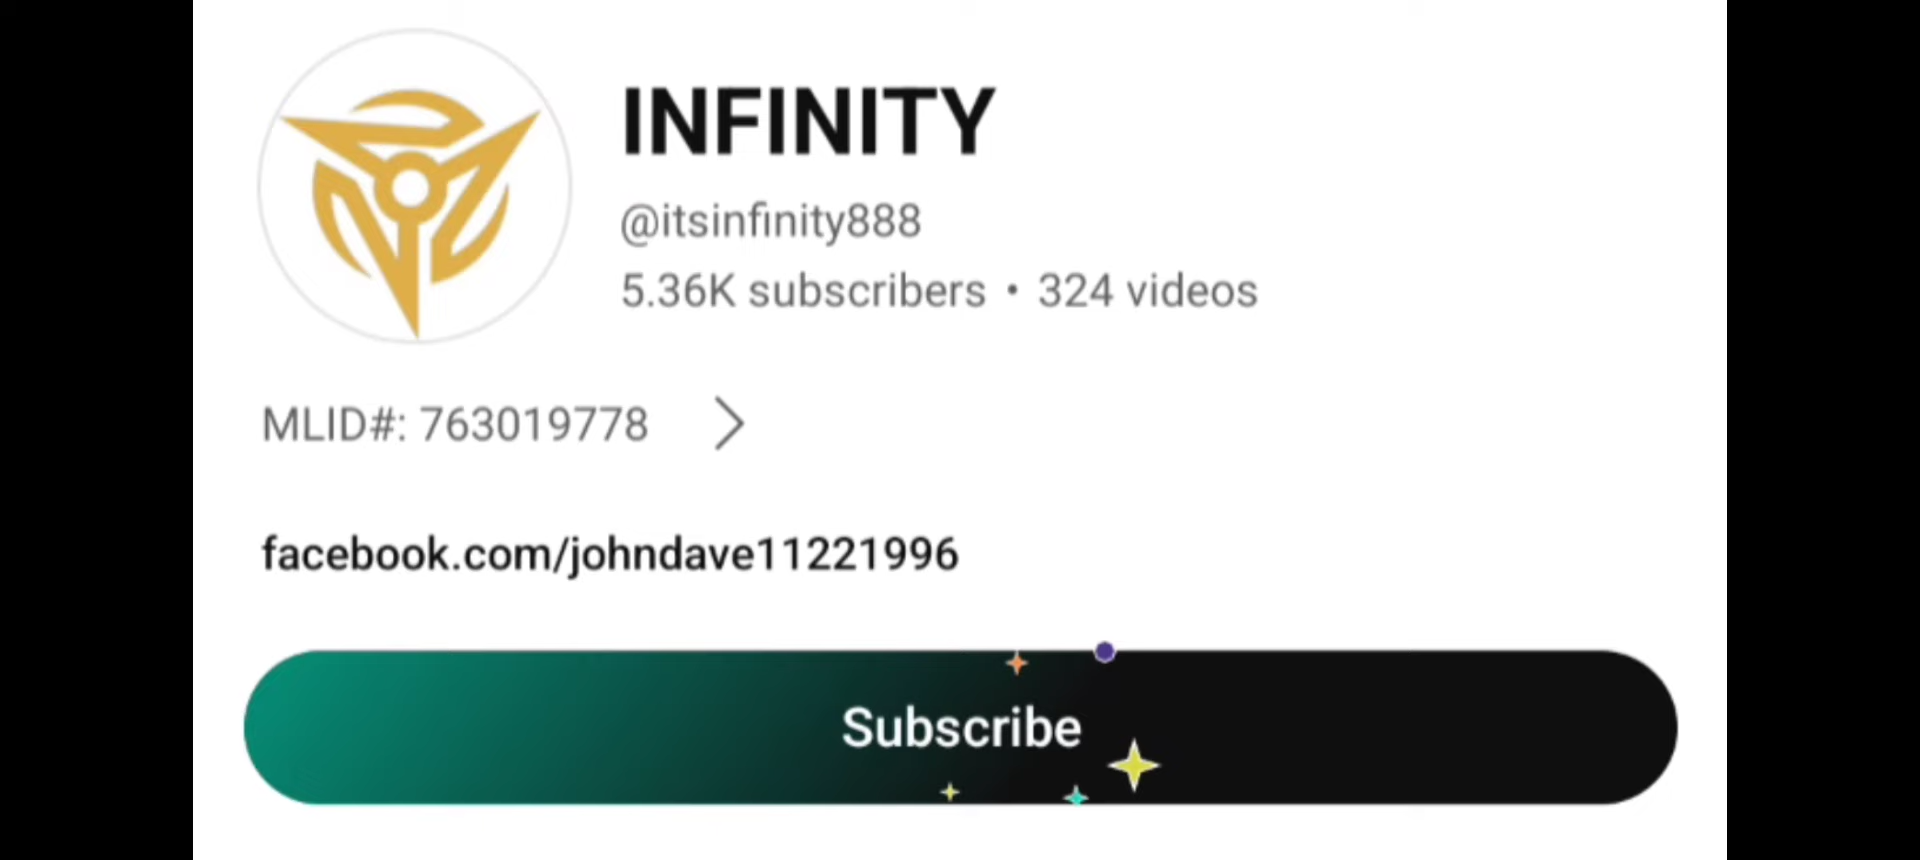 INFINITY
@itsinfinity888
5.36K subscribers • 324 videos
MLID#: 763019778
facebook.com/johndave11221996
Subscribe